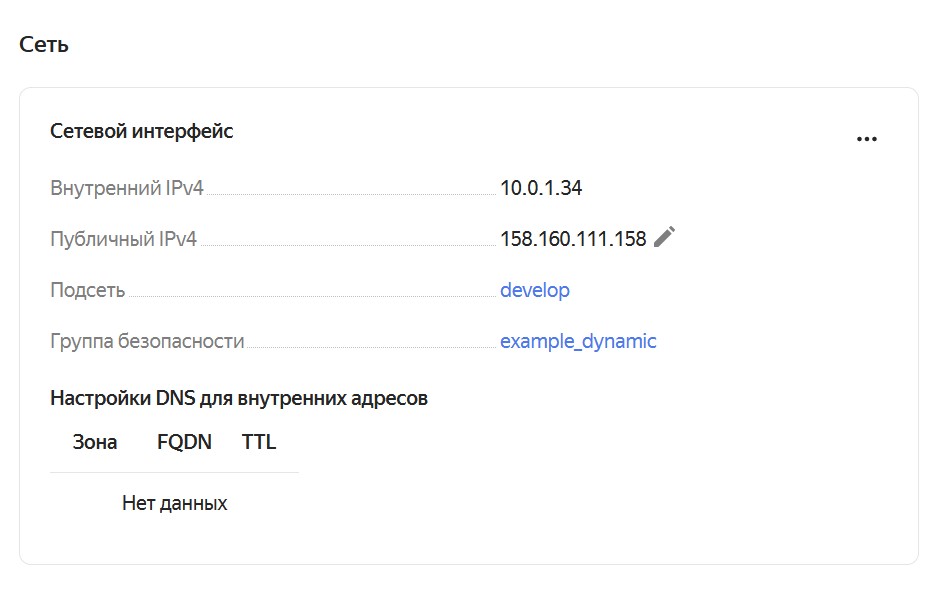 Сеть
Сетевой интерфейс
Внутренний IPv4 10.0.1.34
Публичный IPv4 158.160.111.158
Подсеть develop
Группа безопасности example_dynamic
Настройки DNS для внутренних адресов
Зона FQDN TTL
Нет данных